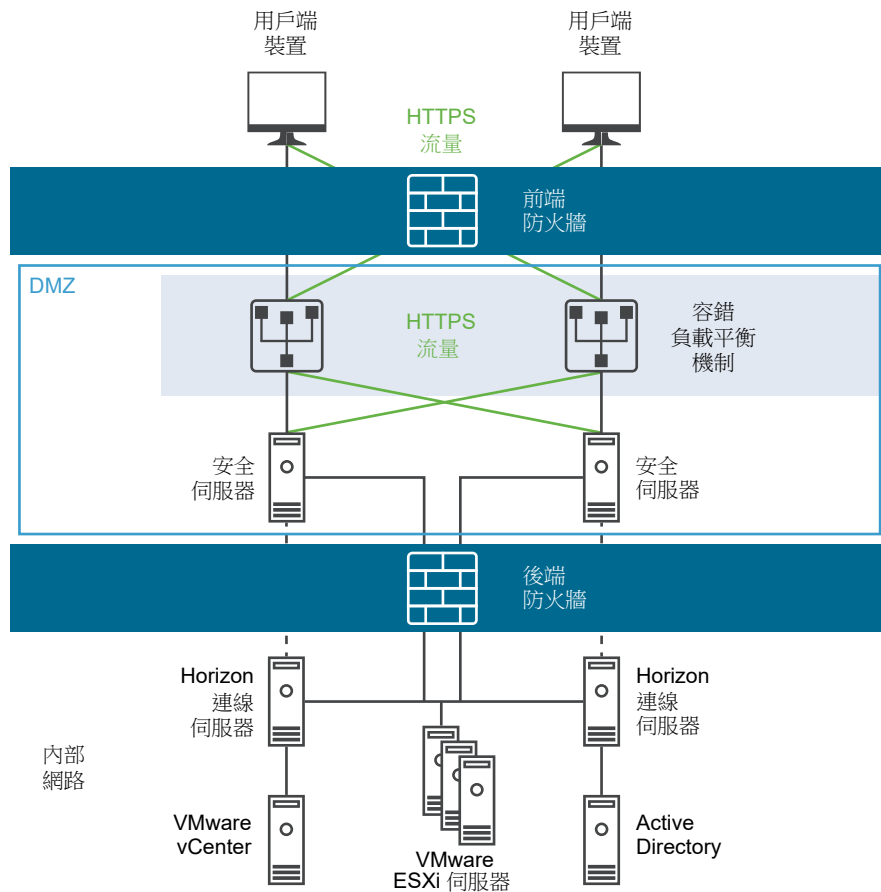 用戶端
裝置
用戶端
裝置
HTTPS
流量
前端
防火牆
DMZ
HTTPS
流量
容錯
負載平衡
機制
安全
伺服器
安全
伺服器
後端
防火牆
Horizon
連線
伺服器
Horizon
連線
伺服器
內部
網路
VMware
vCenter
VMware
ESXi 伺服器
Active
Directory